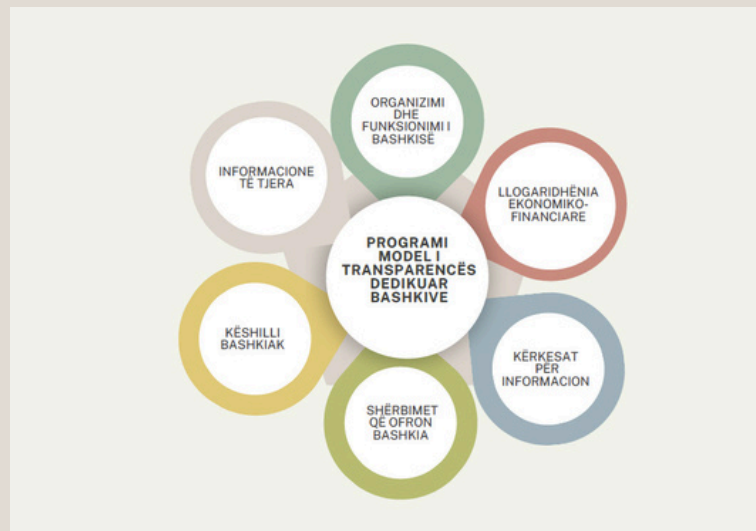 ORGANIZIMI
DHE
FUNKSIONIMI I
BASHKISË
LLOGARIDHËNIA
EKONOMIKO-
FINANCIARE
KËRKESAT
PËR
INFORMACION
SHËRBIMET
QË OFRON
BASHKIA
KËSHILLI
BASHKIAK
INFORMACIONE
TË TJERA
PROGRAMI
MODEL I
TRANSPARENCËS
DEDIKUAR
BASHKIVE